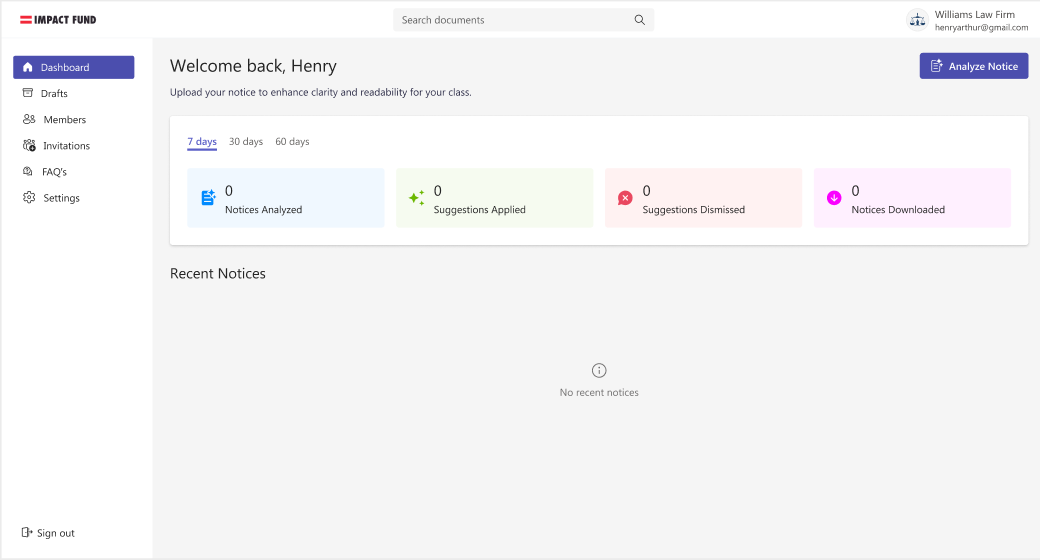 IMPACT FUND
Search documents
Williams Law Firm
henryarthur@gmail.com
Dashboard
Drafts
Members
Invitations
FAQ's
Settings
Sign out
Welcome back, Henry
Analyze Notice
Upload your notice to enhance clarity and readability for your class.
7 days 30 days 60 days
0
Notices Analyzed
0
Suggestions Applied
0
Suggestions Dismissed
0
Notices Downloaded
Recent Notices
No recent notices